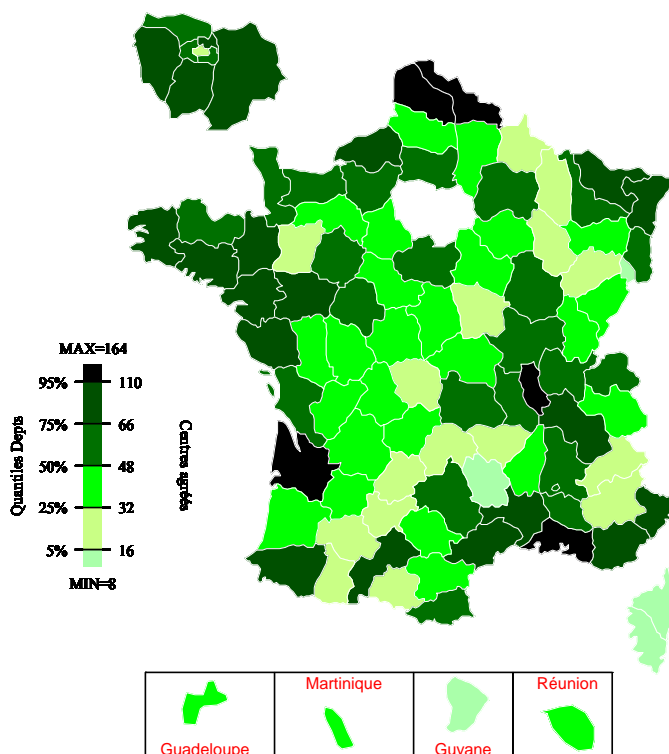 MAX=164
95% 110
75% 66
50% 48
25% 32
5% 16
MIN=8
Quantiles Depts
Centres agréés
Martinique
Réunion
Guadeloupe
Guyane